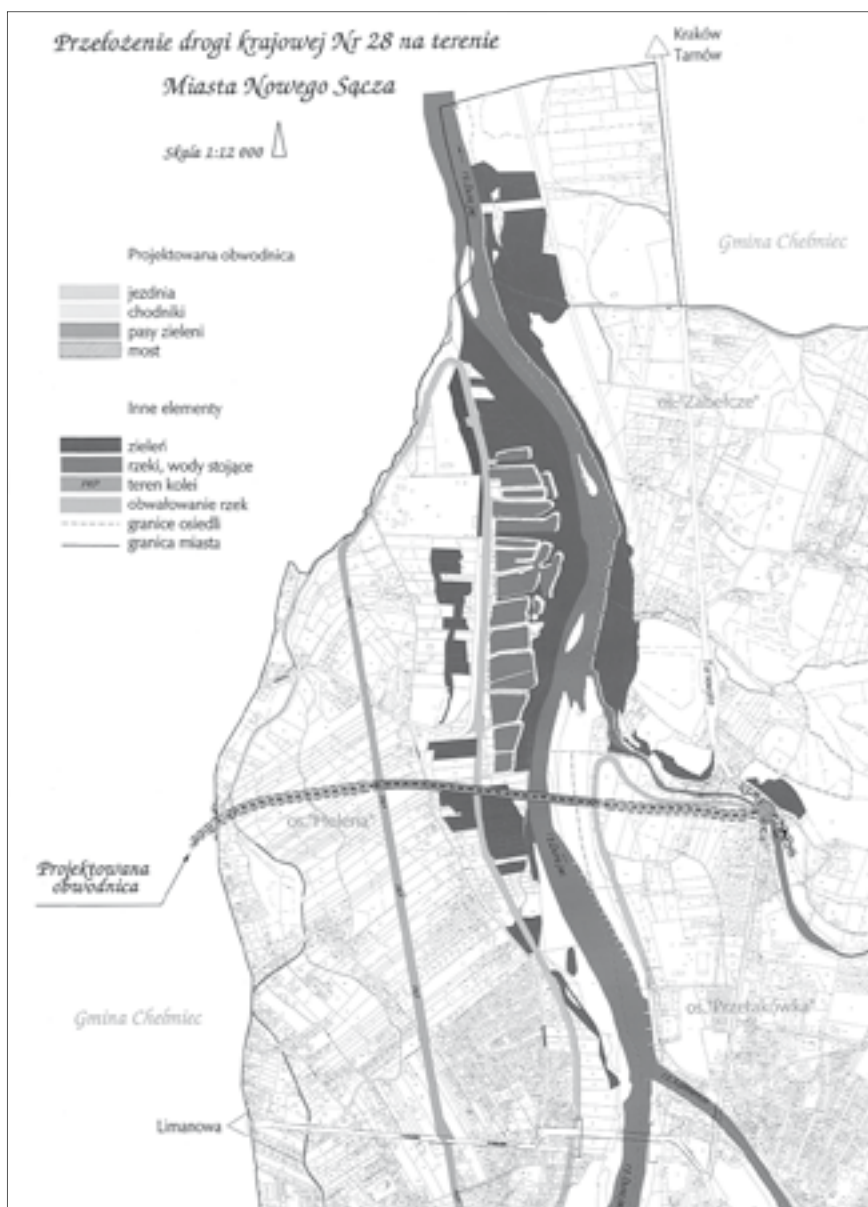 Przełożenie drogi krajowej Nr 28 na terenie
Miasta Nowego Sącza
Skala 1:12 000
Kraków
Tarnów
Gmina Chełmiec
Projektowana obwodnica
jezdnia
chodniki
pasy zieleni
most
Inne elementy
zieleń
rzeki, wody stojące
PKP teren kolei
obwałowanie rzek
granice osiedli
granica miasta
os. "Zabełcze"
os. "Helena"
Projektowana
obwodnica
os. "Przetakówka"
Gmina Chełmiec
Limanowa